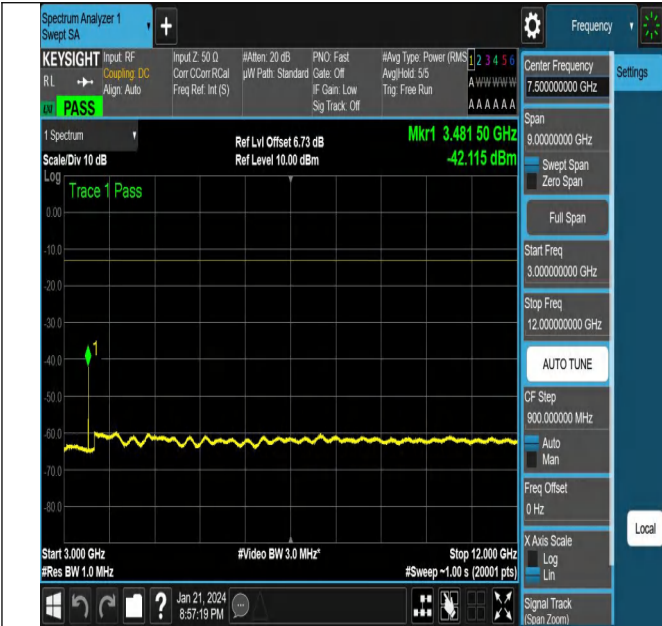 Spectrum Analyzer 1
Swept SA
Frequency
KEYSIGHT
RL
LXI
PASS
Input: RF
Coupling: DC
Align: Auto
Input Z: 50 Ω
Corr CCorr RCal
Freq Ref: Int (S)
#Atten: 20 dB
µW Path: Standard
PNO: Fast
Gate: Off
IF Gain: Low
Sig Track: Off
#Avg Type: Power (RMS
Avg|Hold: 5/5
Trig: Free Run
1 2 3 4 5 6
A W W W W W
A A A A A A
1 Spectrum
Scale/Div 10 dB
Ref Lvl Offset 6.73 dB
Ref Level 10.00 dBm
Mkr1 3.481 50 GHz
-42.115 dBm
Log
Trace 1 Pass
0.00
-10.0
-20.0
-30.0
-40.0
-50.0
-60.0
-70.0
-80.0
1
Start 3.000 GHz
#Res BW 1.0 MHz
#Video BW 3.0 MHz*
Stop 12.000 GHz
#Sweep ~1.00 s (20001 pts)
Jan 21, 2024
8:57:19 PM
Center Frequency
7.500000000 GHz
Settings
Span
9.00000000 GHz
Swept Span
Zero Span
Full Span
Start Freq
3.000000000 GHz
Stop Freq
12.000000000 GHz
AUTO TUNE
CF Step
900.000000 MHz
Auto
Man
Freq Offset
0 Hz
X Axis Scale
Log
Lin
Local
Signal Track
(Span Zoom)